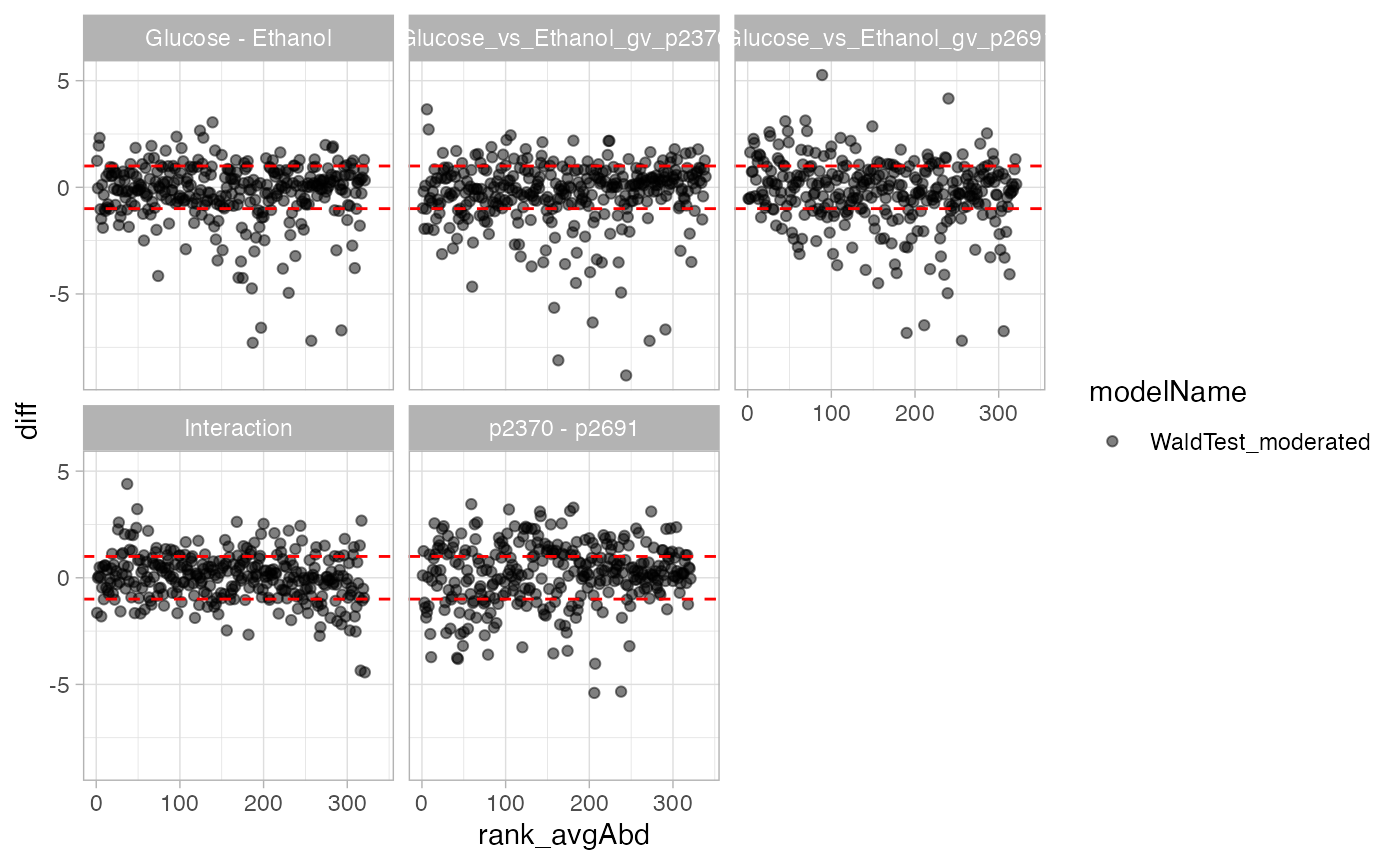 Glucose - Ethanol
Glucose_vs_Ethanol_gv_p2370
Glucose_vs_Ethanol_gv_p269
5
0
-5
0 100 200 300
diff
modelName
WaldTest_moderated
Interaction
p2370 - p2691
5
0
-5
0 100 200 300
0 100 200 300
rank_avgAbd